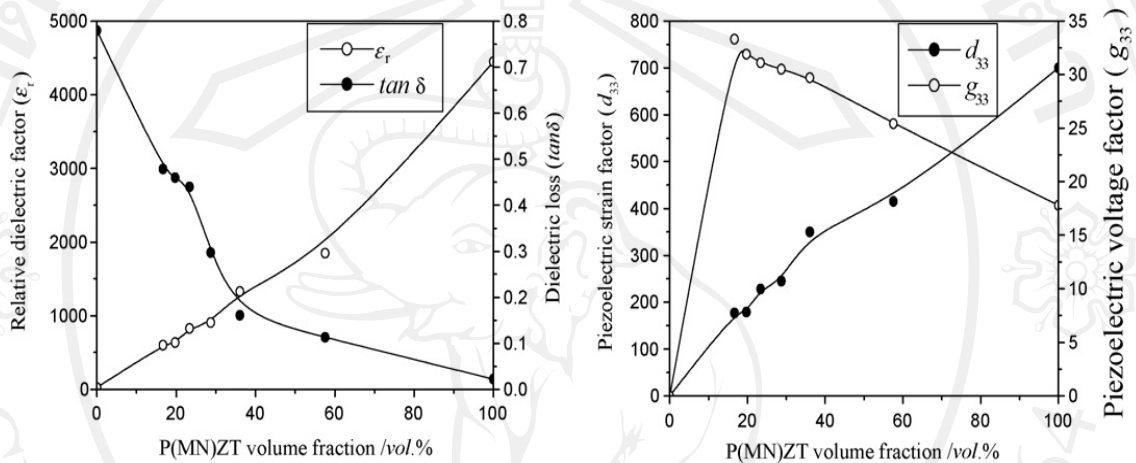 5000
4000
3000
2000
1000
0
0.8
0.7
0.6
0.5
0.4
0.3
0.2
0.1
0.0
0 20 40 60 80 100
Relative dielectric factor (εr)
Dielectric loss (tanδ)
P(MN)ZT volume fraction /vol.%
εr
tan δ
800
700
600
500
400
300
200
100
0
35
30
25
20
15
10
5
0
0 20 40 60 80 100
Piezoelectric strain factor (d33)
Piezoelectric voltage factor (g33)
P(MN)ZT volume fraction /vol.%
d33
g33